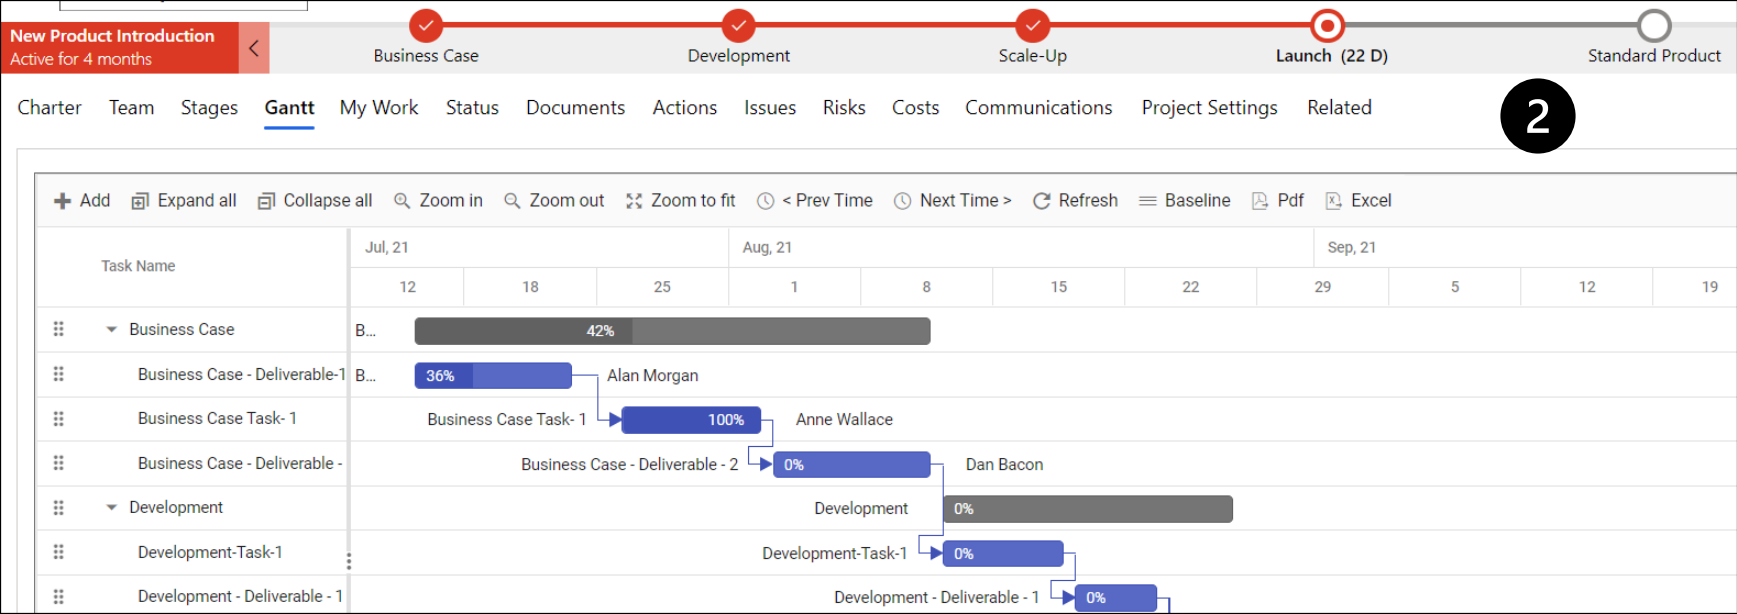 New Product Introduction
Active for 4 months
Business Case
Development
Scale-Up
Launch (22 D)
Standard Product
Charter Team Stages Gantt My Work Status Documents Actions Issues Risks Costs Communications Project Settings Related
2
Add Expand all Collapse all Zoom in Zoom out Zoom to fit < Prev Time Next Time > Refresh Baseline Pdf Excel
Task Name
Jul, 21 Aug, 21 Sep, 21
12 18 25 1 8 15 22 29 5 12 19
Business Case B... 42%
Business Case - Deliverable-1 B... 36% Alan Morgan
Business Case Task- 1 Business Case Task- 1 100% Anne Wallace
Business Case - Deliverable - Business Case - Deliverable - 2 0% Dan Bacon
Development Development 0%
Development-Task-1 Development-Task-1 0%
Development - Deliverable - 1 Development - Deliverable - 1 0%